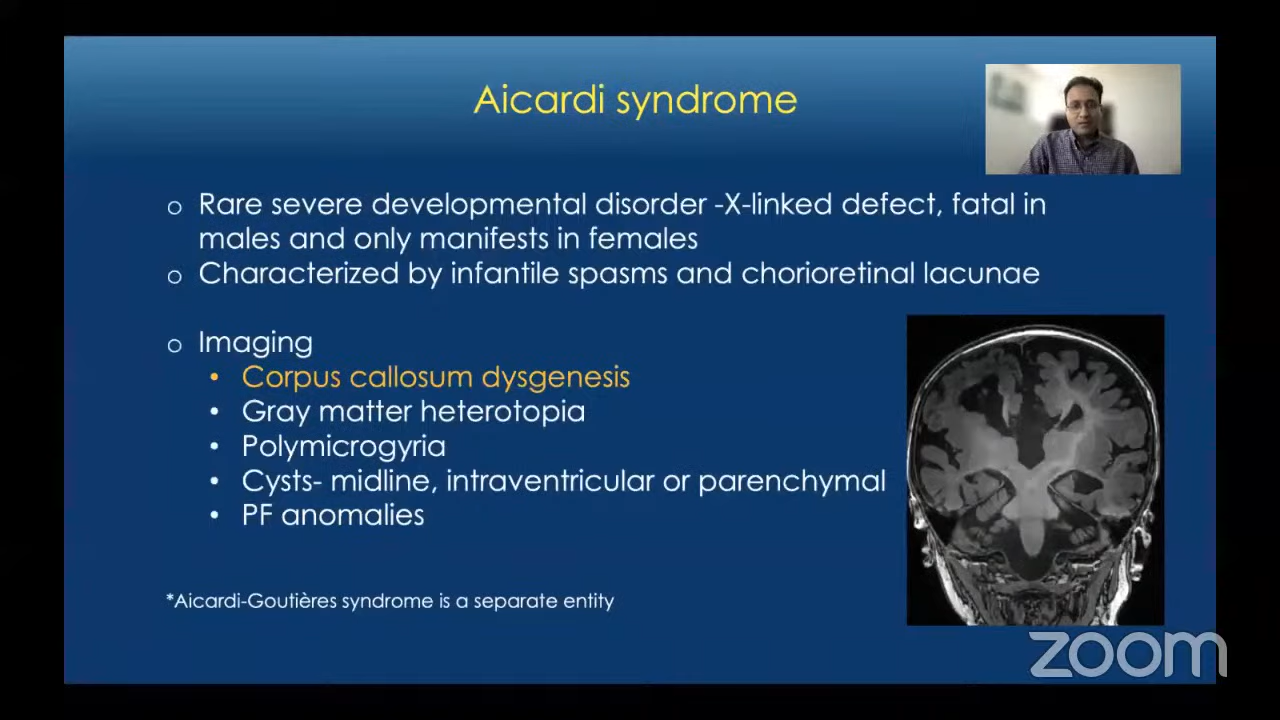 Aicardi syndrome
o Rare severe developmental disorder -X-linked defect, fatal in
males and only manifests in females
o Characterized by infantile spasms and chorioretinal lacunae
o Imaging
• Corpus callosum dysgenesis
• Gray matter heterotopia
• Polymicrogyria
• Cysts- midline, intraventricular or parenchymal
• PF anomalies
*Aicardi-Goutières syndrome is a separate entity
zoom